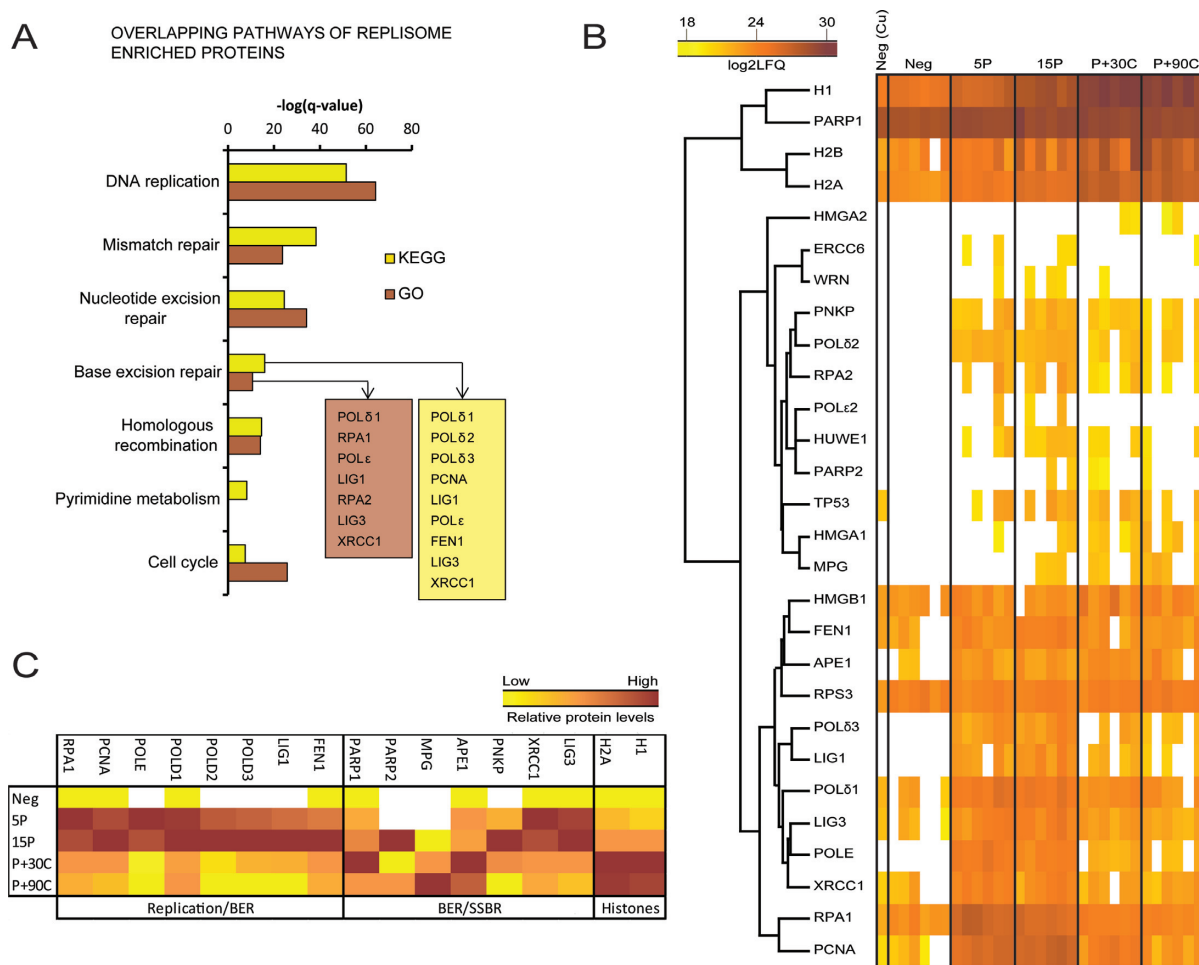 A
OVERLAPPING PATHWAYS OF REPLISOME
ENRICHED PROTEINS
-log(q-value)
0 20 40 60 80
DNA replication
Mismatch repair
Nucleotide excision
repair
Base excision repair
Homologous
recombination
Pyrimidine metabolism
Cell cycle
KEGG
GO
POLδ1
RPA1
POLε
LIG1
RPA2
LIG3
XRCC1
POLδ1
POLδ2
POLδ3
PCNA
LIG1
POLε
FEN1
LIG3
XRCC1
B
18 24 30
log2LFQ
Neg (Cu)
Neg 5P 15P P+30C P+90C
H1
PARP1
H2B
H2A
HMGA2
ERCC6
WRN
PNKP
POLδ2
RPA2
POLε2
HUWE1
PARP2
TP53
HMGA1
MPG
HMGB1
FEN1
APE1
RPS3
POLδ3
LIG1
POLδ1
LIG3
POLE
XRCC1
RPA1
PCNA
C
Low High
Relative protein levels
RPA1 PCNA POLE POLD1 POLD2 POLD3 LIG1 FEN1 PARP1 PARP2 MPG APE1 PNKP XRCC1 LIG3 H2A H1
Neg
5P
15P
P+30C
P+90C
Replication/BER BER/SSBR Histones